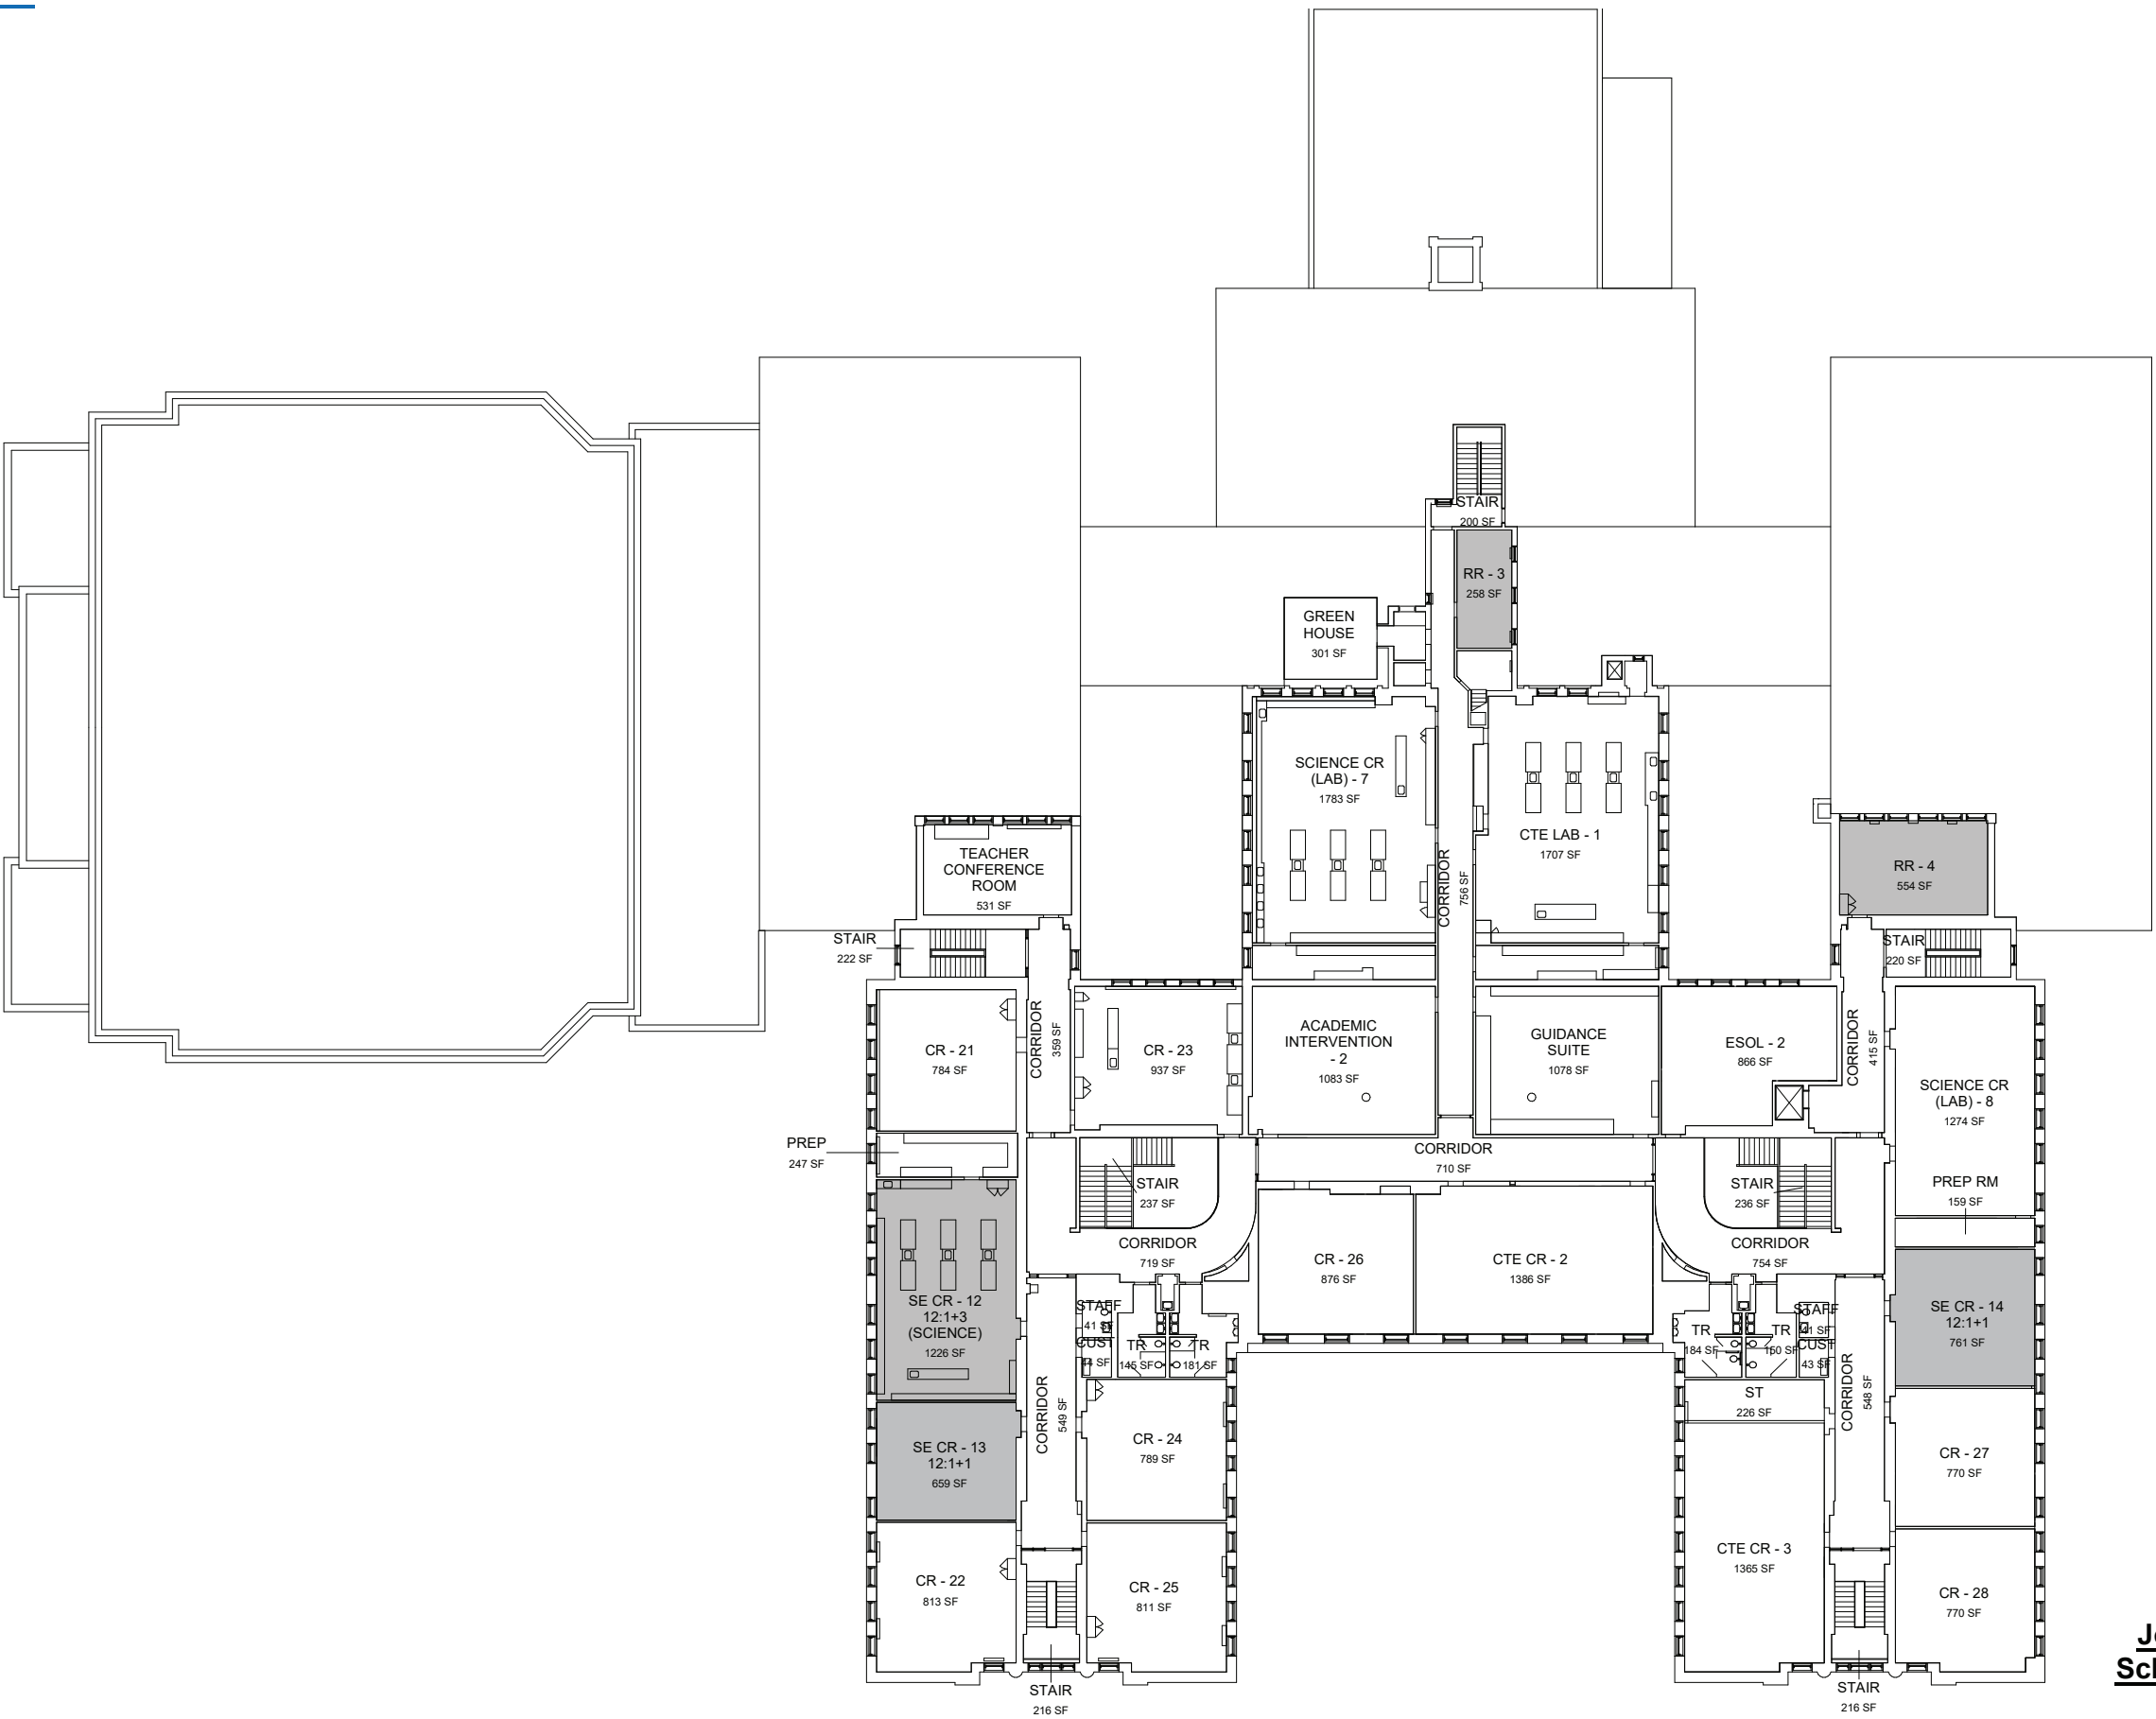 STAIR
200 SF
RR - 3
258 SF
GREEN
HOUSE
301 SF
SCIENCE CR
(LAB) - 7
1783 SF
CORRIDOR
756 SF
CTE LAB - 1
1707 SF
TEACHER
CONFERENCE
ROOM
531 SF
RR - 4
554 SF
STAIR
222 SF
STAIR
220 SF
CR - 21
784 SF
CORRIDOR
359 SF
CR - 23
937 SF
ACADEMIC
INTERVENTION
- 2
1083 SF
GUIDANCE
SUITE
1078 SF
ESOL - 2
866 SF
CORRIDOR
415 SF
SCIENCE CR
(LAB) - 8
1274 SF
PREP
247 SF
CORRIDOR
710 SF
STAIR
237 SF
STAIR
236 SF
PREP RM
159 SF
CORRIDOR
719 SF
CR - 26
876 SF
CTE CR - 2
1386 SF
CORRIDOR
754 SF
SE CR - 12
12:1+3
(SCIENCE)
1226 SF
STAFF
41 SF
CUST
44 SF
TR
145 SF
TR
181 SF
TR
184 SF
TR
150 SF
STAFF
41 SF
CUST
43 SF
SE CR - 14
12:1+1
761 SF
CORRIDOR
549 SF
CORRIDOR
548 SF
ST
226 SF
SE CR - 13
12:1+1
659 SF
CR - 24
789 SF
CR - 27
770 SF
CTE CR - 3
1365 SF
CR - 22
813 SF
CR - 25
811 SF
CR - 28
770 SF
STAIR
216 SF
STAIR
216 SF